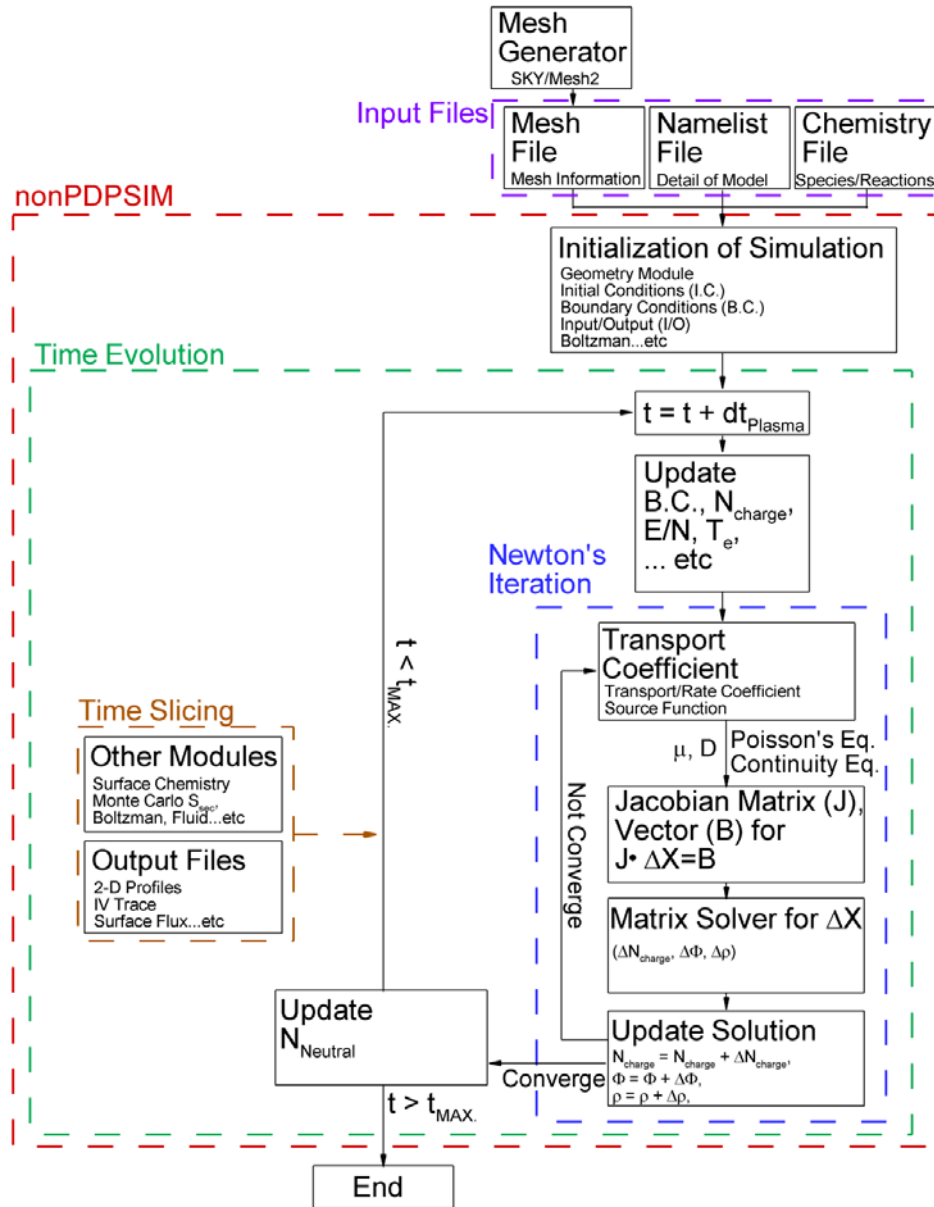 Mesh
Generator
SKY/Mesh2
Input Files
Mesh
File
Mesh Information
Namelist
File
Detail of Model
Chemistry
File
Species/Reactions
nonPDPSIM
Initialization of Simulation
Geometry Module
Initial Conditions (I.C.)
Boundary Conditions (B.C.)
Input/Output (I/O)
Boltzman...etc
Time Evolution
t = t + dtPlasma
Update
B.C., Ncharge,
E/N, Te,
... etc
Newton's
Iteration
Transport
Coefficient
Transport/Rate Coefficient
Source Function
μ, D
Poisson's Eq.
Continuity Eq.
Jacobian Matrix (J),
Vector (B) for
J• ΔX=B
Matrix Solver for ΔX
(ΔNcharge, ΔΦ, Δρ)
Update Solution
Ncharge = Ncharge + ΔNcharge,
Φ = Φ + ΔΦ,
ρ = ρ + Δρ,
Not Converge
Converge
t < tMAX.
Time Slicing
Other Modules
Surface Chemistry
Monte Carlo Ssec,
Boltzman, Fluid...etc
Output Files
2-D Profiles
IV Trace
Surface Flux...etc
Update
NNeutral
t > tMAX.
End